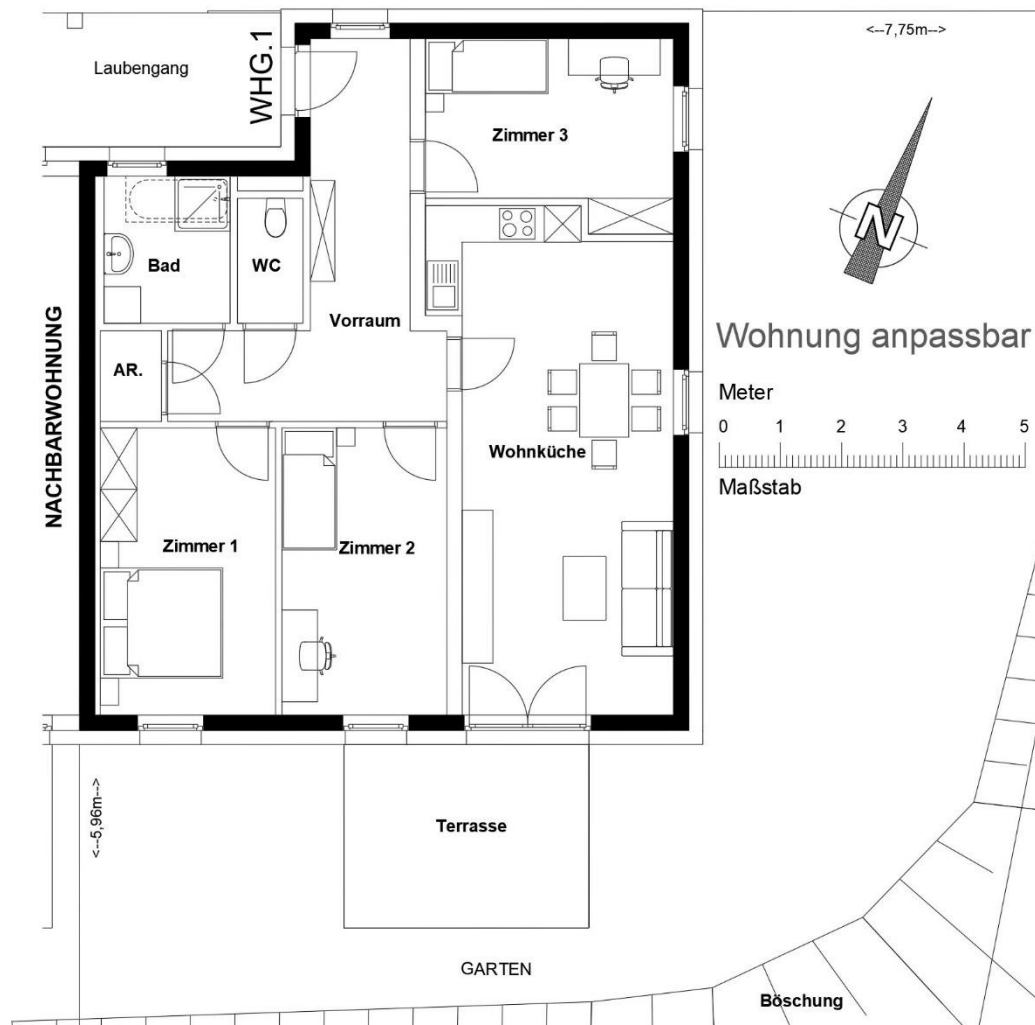 <--7,75m-->
Laubengang
WHG.1
Zimmer 3
N
Bad
WC
Vorraum
NACHBARWOHNUNG
Wohnung anpassbar
AR.
Meter
0 1 2 3 4 5
Maßstab
Wohnküche
Zimmer 1
Zimmer 2
<--5,96m-->
Terrasse
GARTEN
Böschung